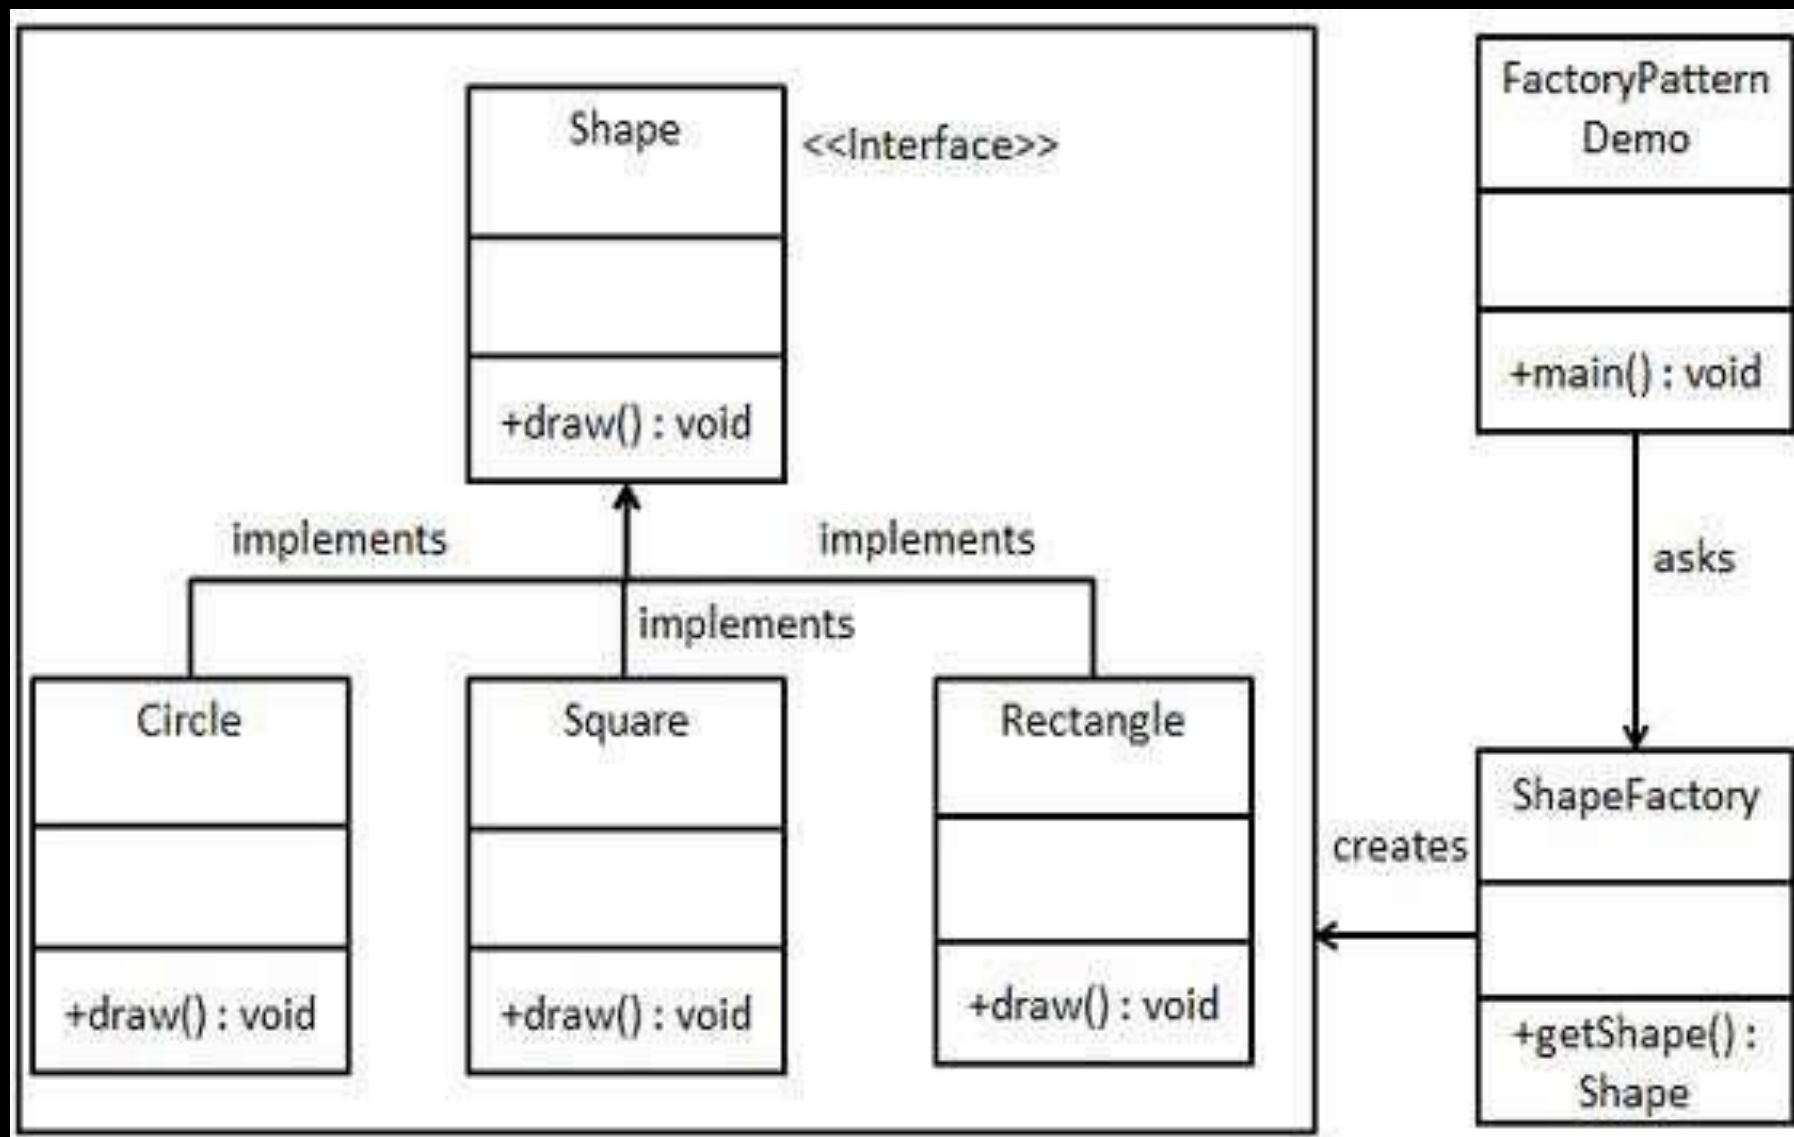 Shape
<<Interface>>
+draw() : void
implements
implements
implements
Circle
+draw() : void
Square
+draw() : void
Rectangle
+draw() : void
FactoryPattern
Demo
+main() : void
asks
ShapeFactory
creates
+getShape() :
Shape